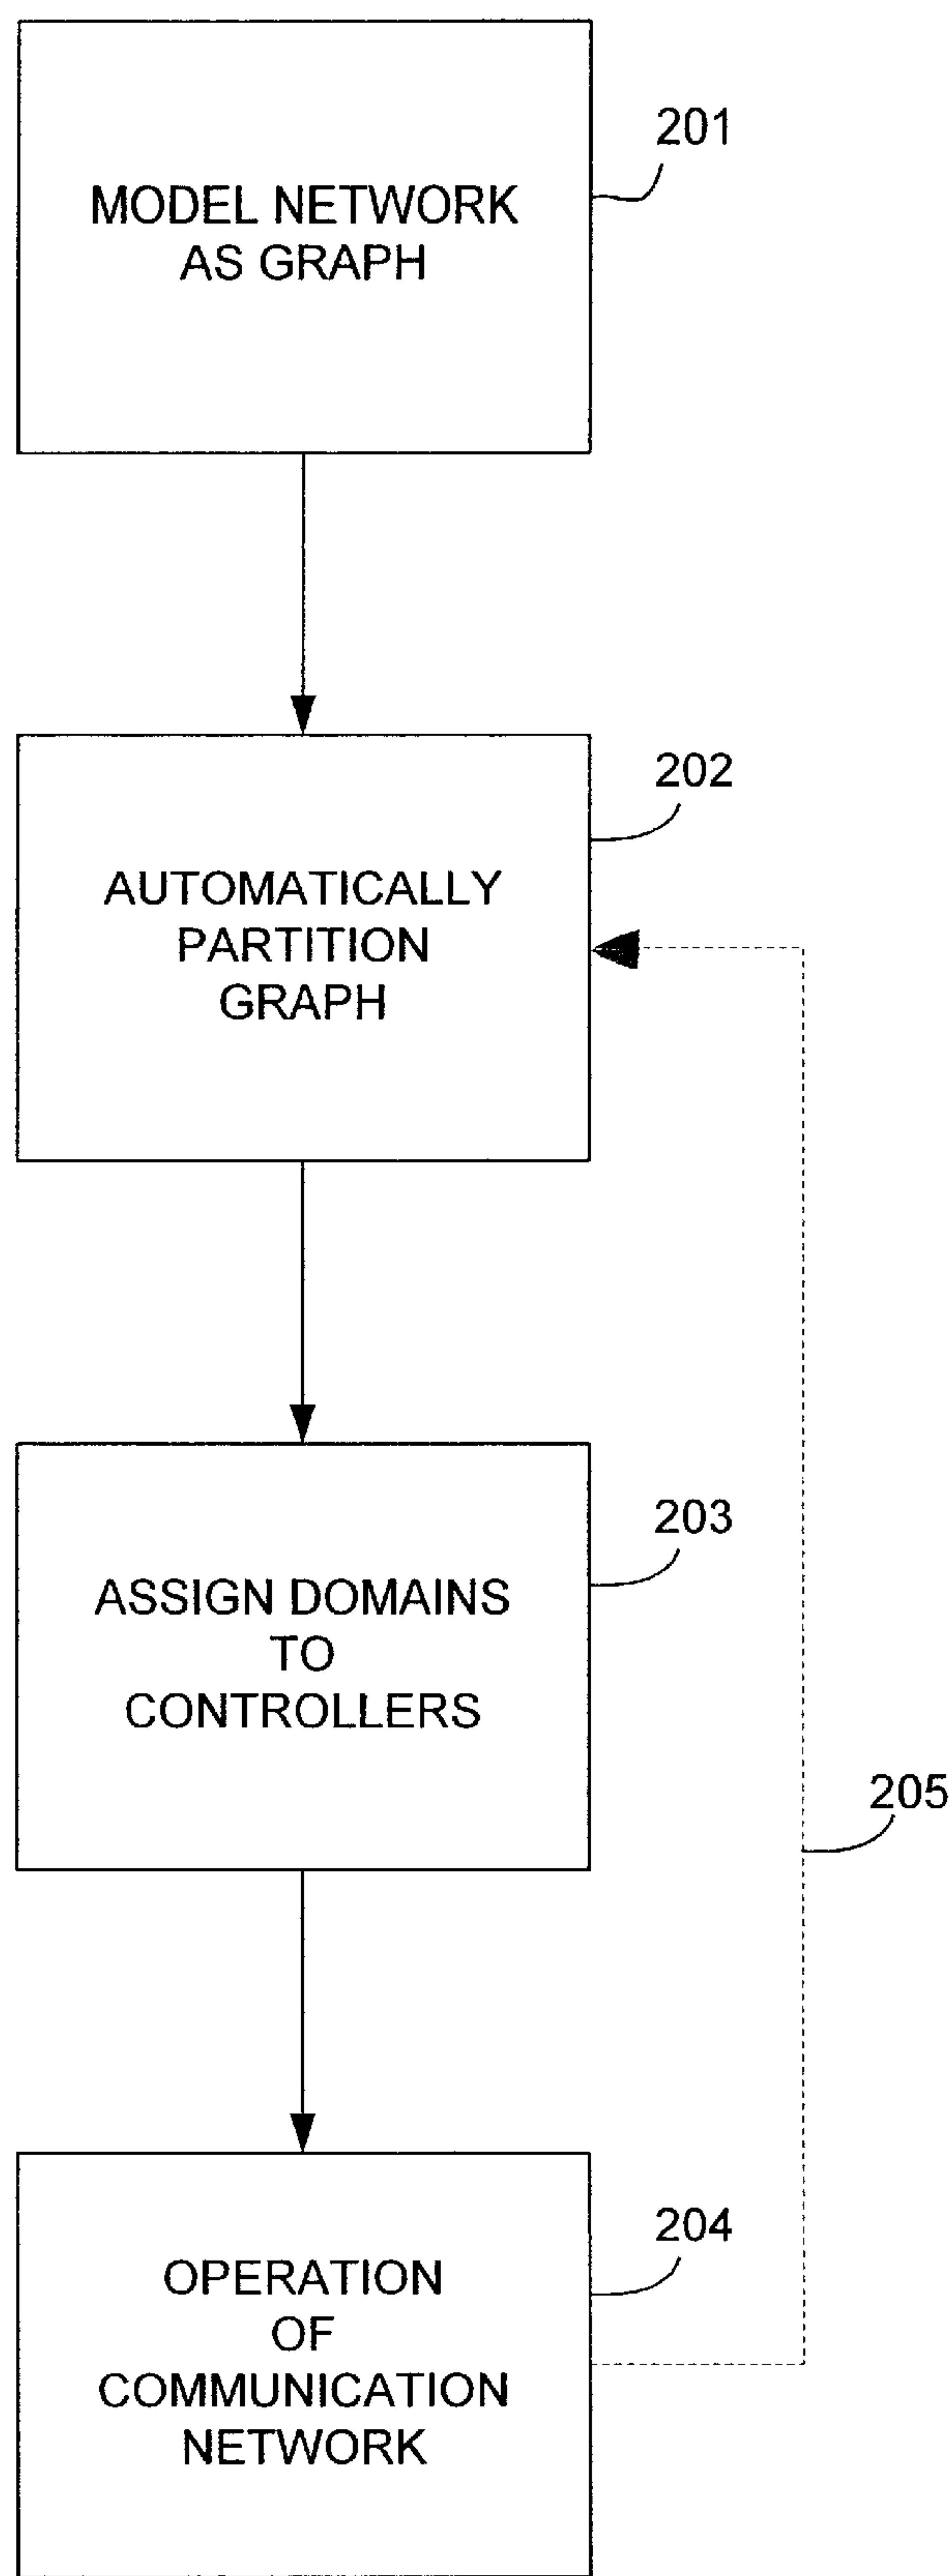 201
MODEL NETWORK
AS GRAPH
202
AUTOMATICALLY
PARTITION
GRAPH
203
ASSIGN DOMAINS
TO
CONTROLLERS
205
204
OPERATION
OF
COMMUNICATION
NETWORK